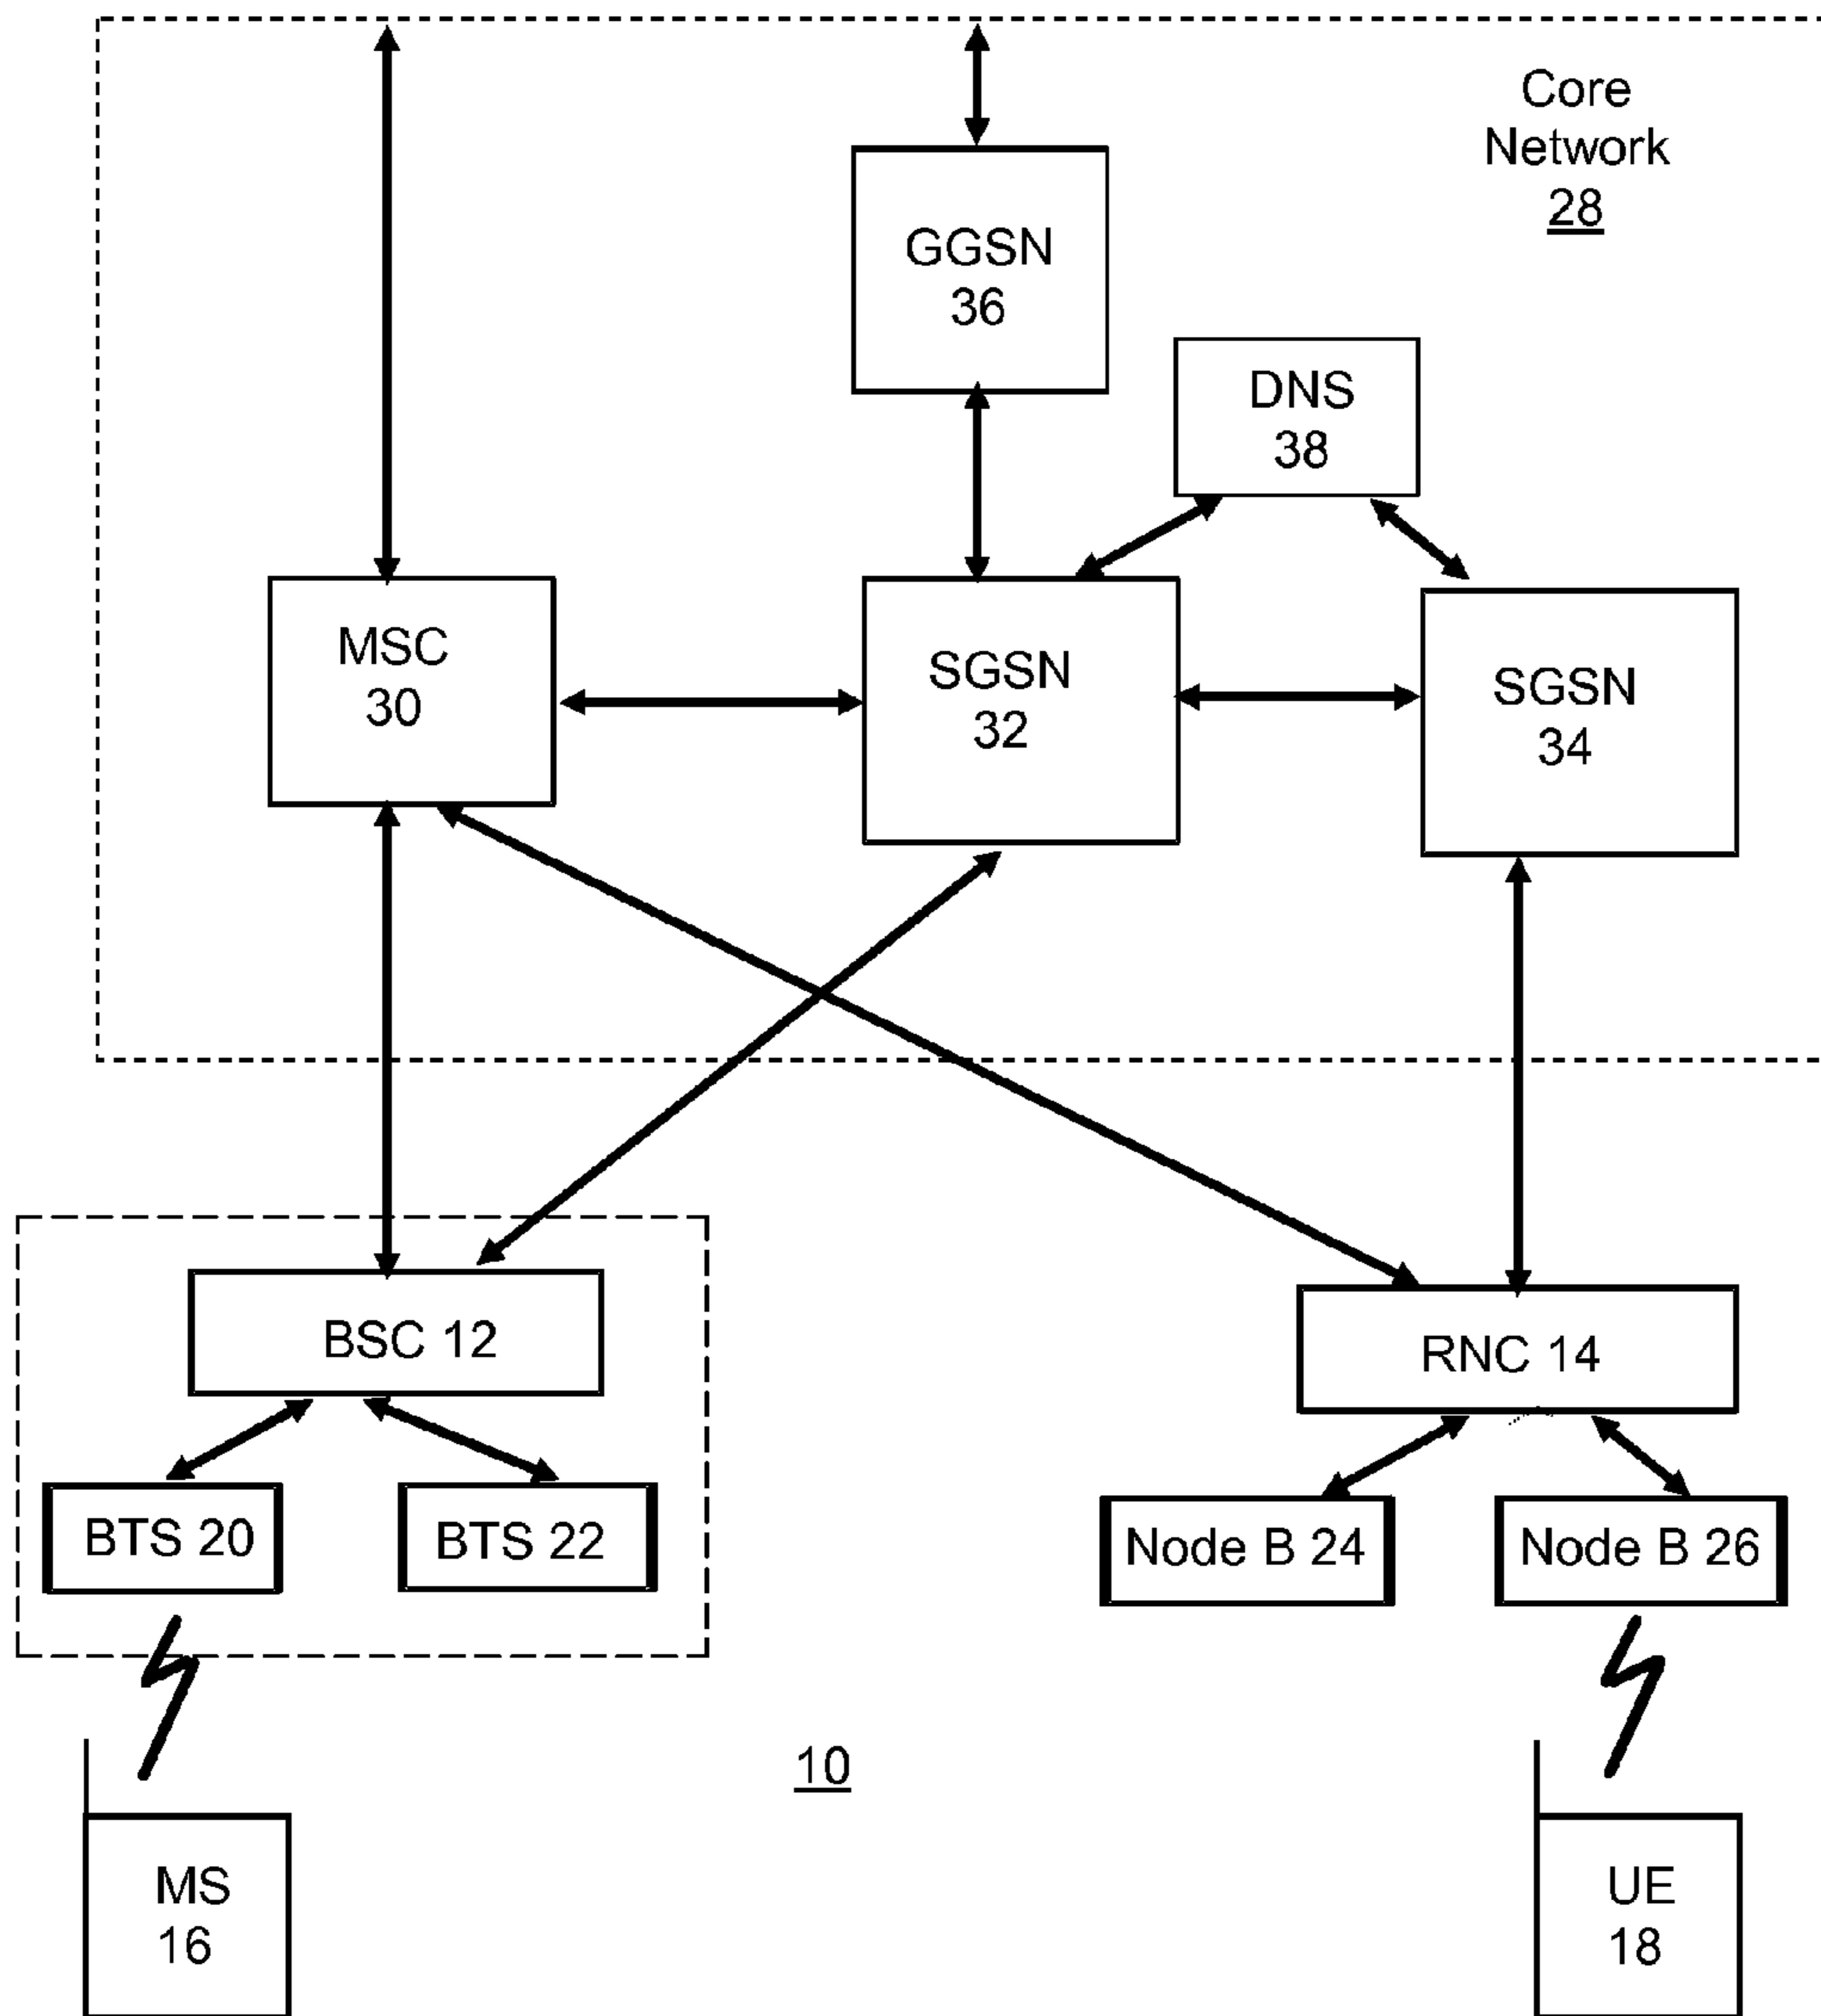 Core
Network
28
GGSN
36
DNS
38
MSC
30
SGSN
32
SGSN
34
BSC 12
RNC 14
BTS 20
BTS 22
Node B 24
Node B 26
10
MS
16
UE
18